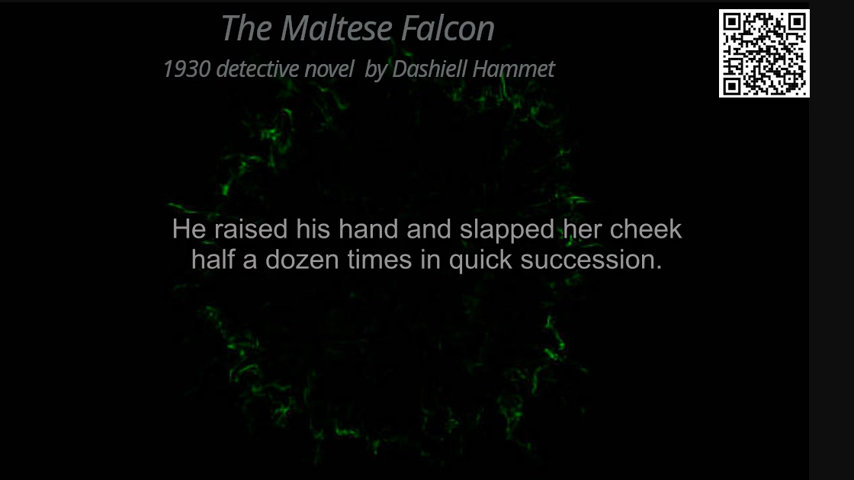 The Maltese Falcon
1930 detective novel by Dashiell Hammet
He raised his hand and slapped her cheek
half a dozen times in quick succession.